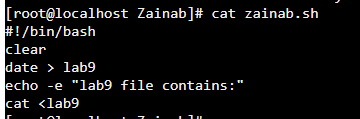 [root@localhost Zainab]# cat zainab.sh
#!/bin/bash
clear
date > lab9
echo -e "lab9 file contains:"
cat <lab9